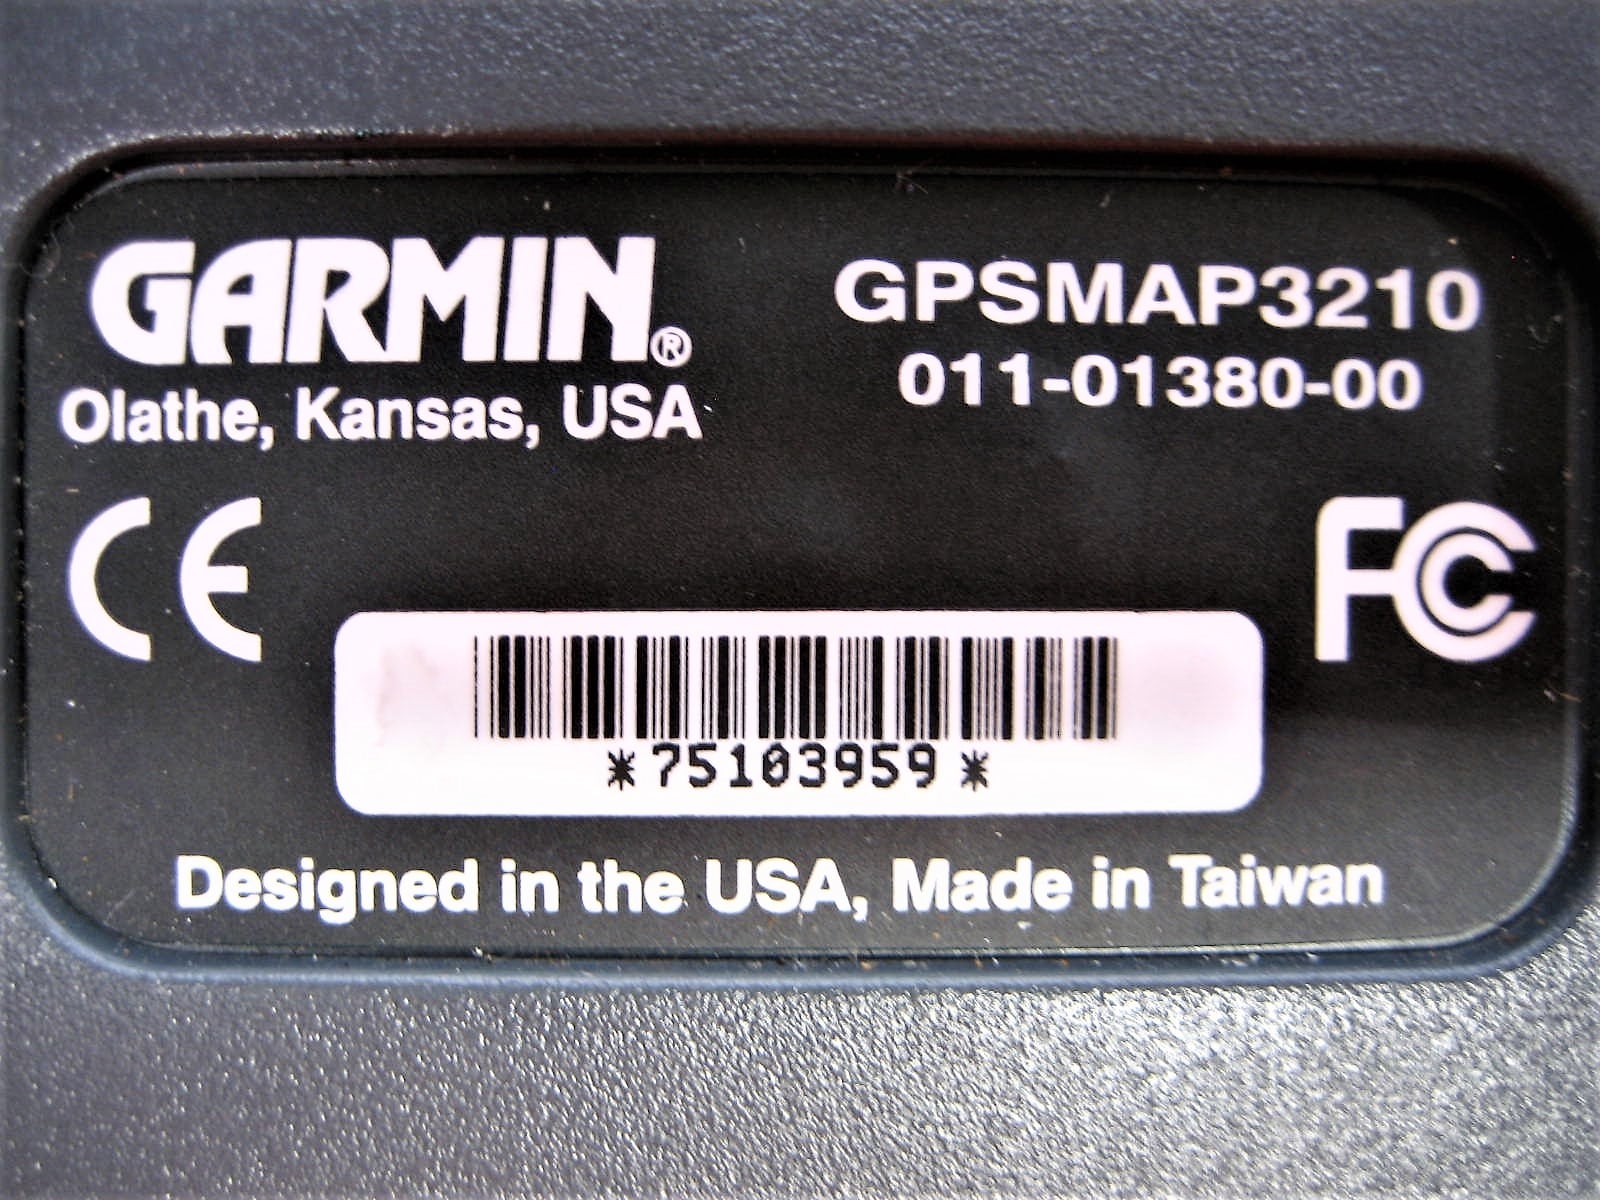 GARMIN®
Olathe, Kansas, USA
GPSMAP3210
011-01380-00
CE
FC
*75103959*
Designed in the USA, Made in Taiwan